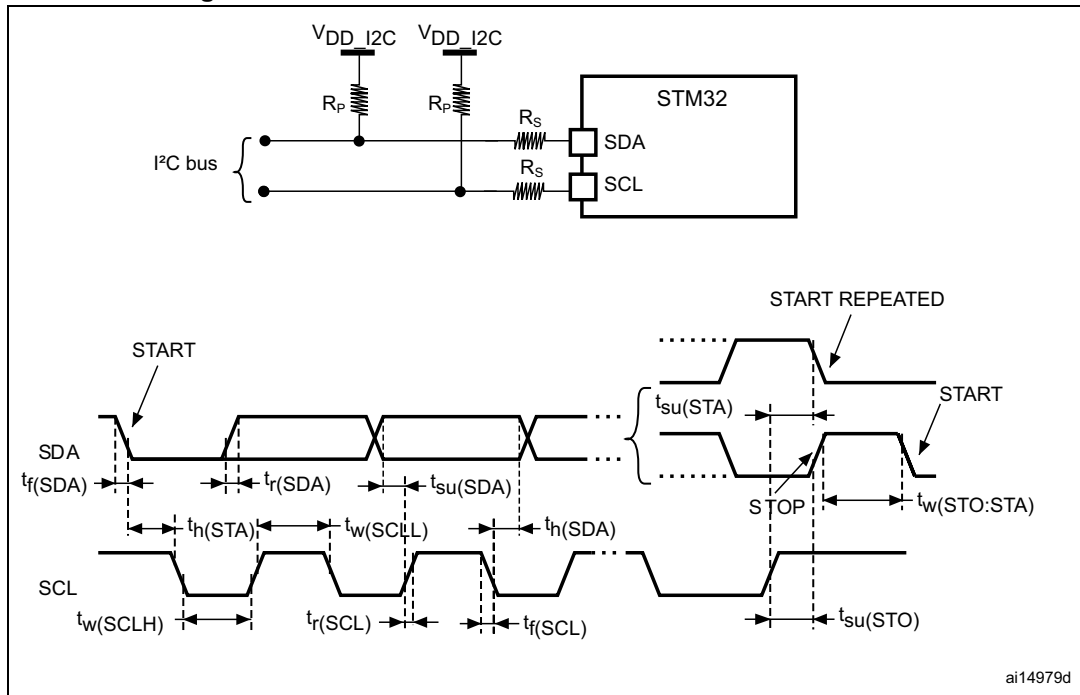 VDD_I2C VDD_I2C
STM32
RP RP
RS
SDA
I²C bus
RS
SCL
START REPEATED
START
START
tsu(STA)
SDA
tf(SDA) tr(SDA) tsu(SDA)
STOP
tw(STO:STA)
th(STA) tw(SCLL) th(SDA)
SCL
tw(SCLH) tr(SCL) tf(SCL) tsu(STO)
ai14979d